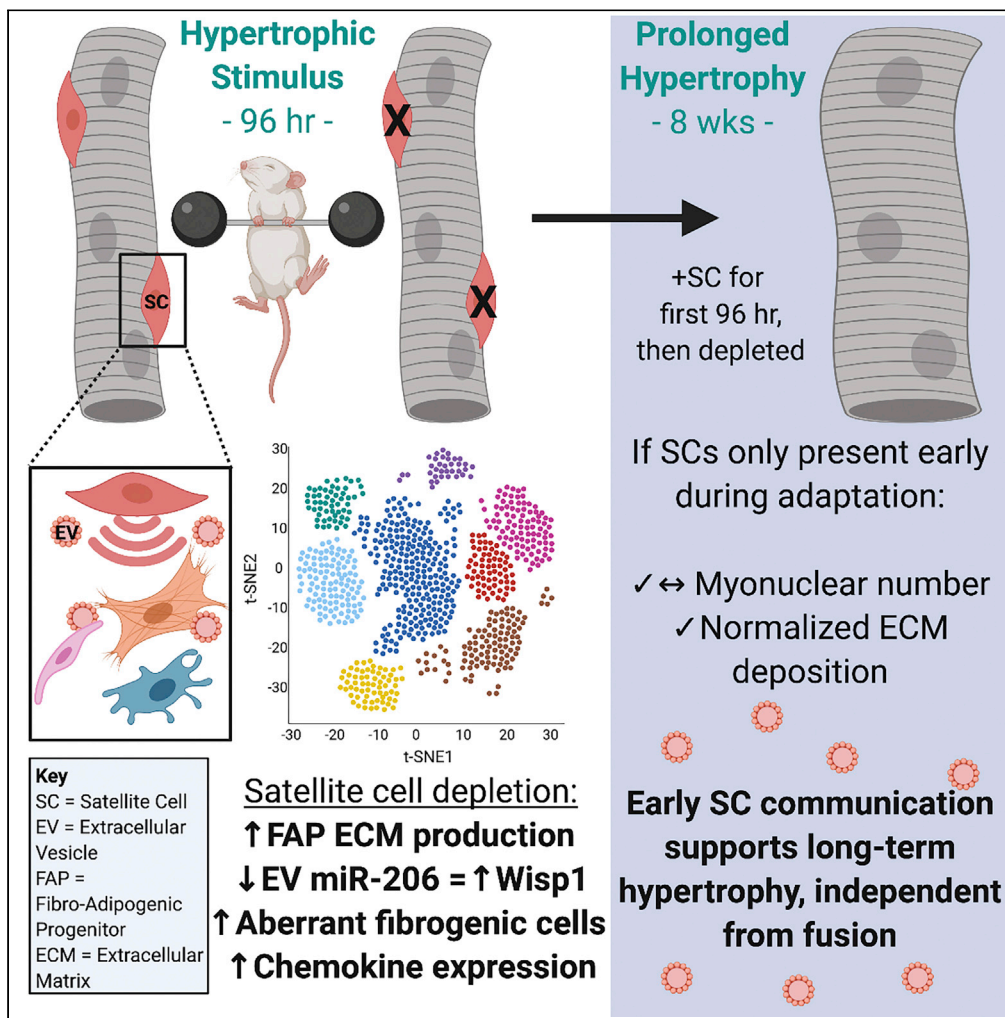 Hypertrophic
Stimulus
- 96 hr -
X
X
SC
EV
Prolonged
Hypertrophy
- 8 wks -
+SC for
first 96 hr,
then depleted
If SCs only present early
during adaptation:
✓↔ Myonuclear number
✓Normalized ECM
deposition
Early SC communication
supports long-term
hypertrophy, independent
from fusion
t-SNE2
30
20
10
0
-10
-20
-30
-30 -20 -10 0 10 20 30
t-SNE1
Key
SC = Satellite Cell
EV = Extracellular
Vesicle
FAP =
Fibro-Adipogenic
Progenitor
ECM = Extracellular
Matrix
Satellite cell depletion:
↑FAP ECM production
↓EV miR-206 = ↑Wisp1
↑Aberrant fibrogenic cells
↑Chemokine expression